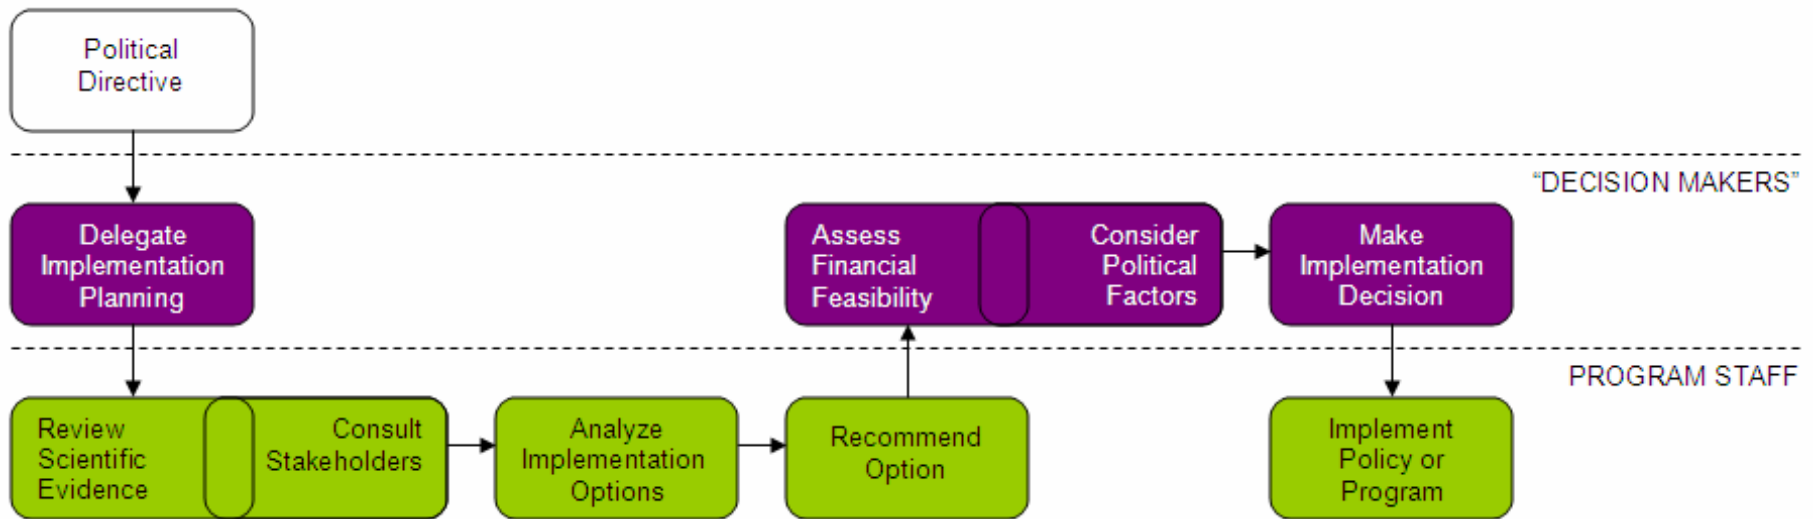 Political
Directive
“DECISION MAKERS”
Delegate
Implementation
Planning
Assess
Financial
Feasibility
Consider
Political
Factors
Make
Implementation
Decision
PROGRAM STAFF
Review
Scientific
Evidence
Consult
Stakeholders
Analyze
Implementation
Options
Recommend
Option
Implement
Policy or
Program